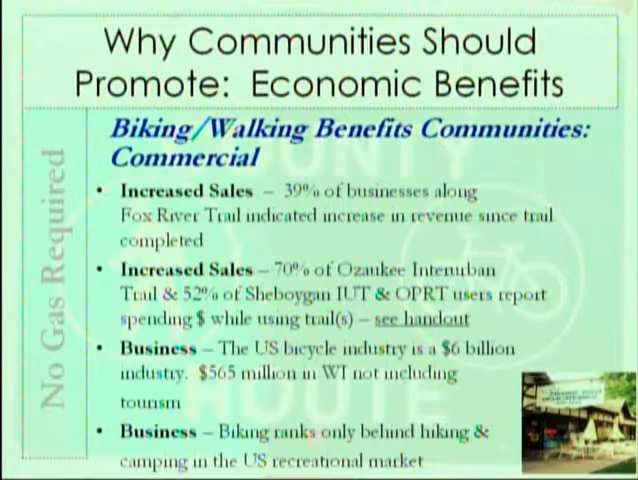 Why Communities Should
Promote: Economic Benefits
No Gas Required
Biking/Walking Benefits Communities:
Commercial
• Increased Sales – 39% of businesses along
Fox River Trail indicated increase in revenue since trail
completed
• Increased Sales – 70% of Ozaukee Interurban
Trail & 52% of Sheboygan IUT & OPRT users report
spending $ while using trail(s) – see handout
• Business – The US bicycle industry is a $6 billion
industry. $565 million in WI not including
tourism
• Business – Biking ranks only behind hiking &
camping in the US recreational market
COUNTY
ROUTE